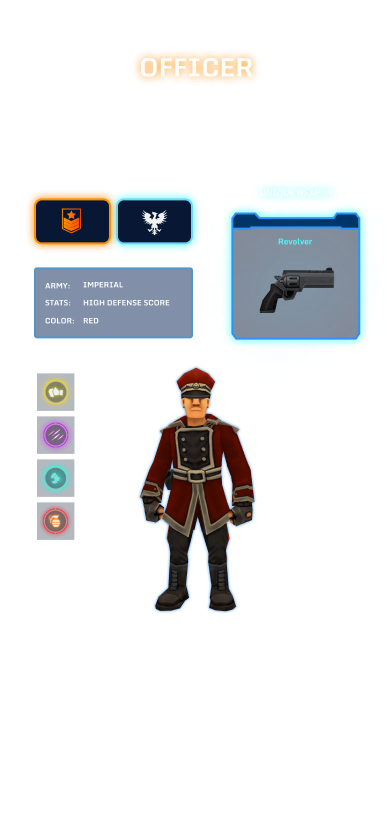 OFFICER
Revolver
ARMY: IMPERIAL
STATS: HIGH DEFENSE SCORE
COLOR: RED